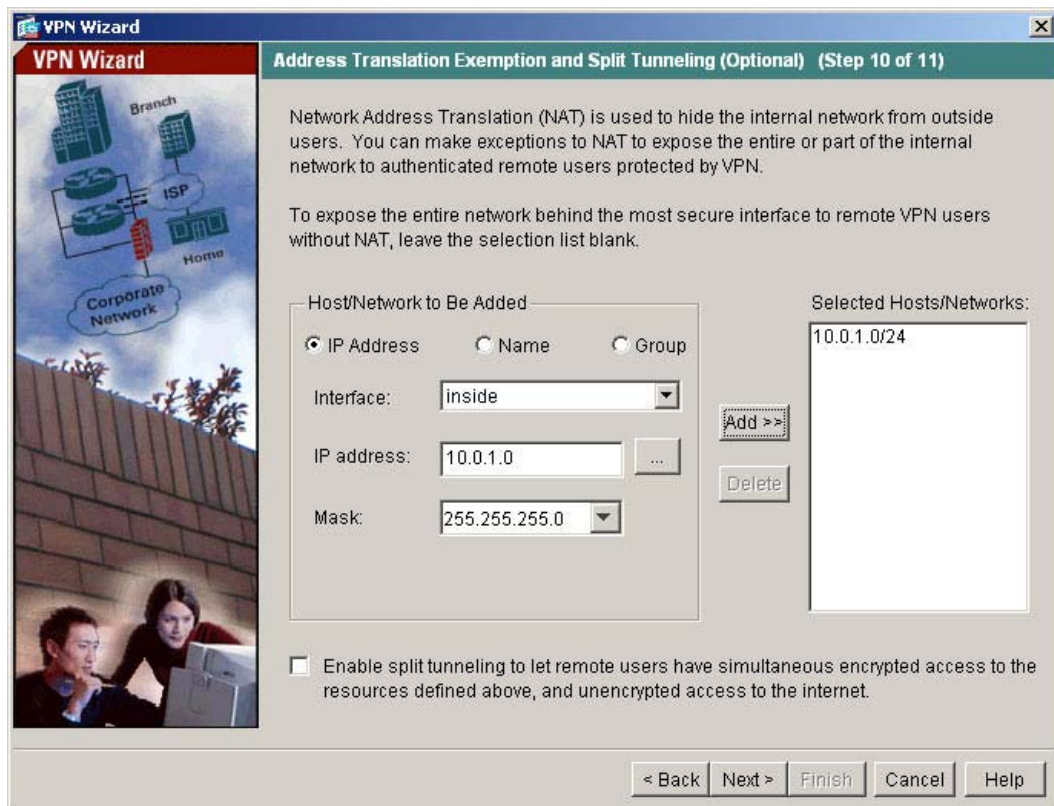 VPN Wizard
VPN Wizard
Branch
ISP
Home
Corporate
Network
Address Translation Exemption and Split Tunneling (Optional) (Step 10 of 11)
Network Address Translation (NAT) is used to hide the internal network from outside
users. You can make exceptions to NAT to expose the entire or part of the internal
network to authenticated remote users protected by VPN.
To expose the entire network behind the most secure interface to remote VPN users
without NAT, leave the selection list blank.
Host/Network to Be Added
IP Address Name Group
Interface: inside
IP address: 10.0.1.0 ...
Mask: 255.255.255.0
Add >>
Delete
Selected Hosts/Networks:
10.0.1.0/24
Enable split tunneling to let remote users have simultaneous encrypted access to the
resources defined above, and unencrypted access to the internet.
< Back Next > Finish Cancel Help